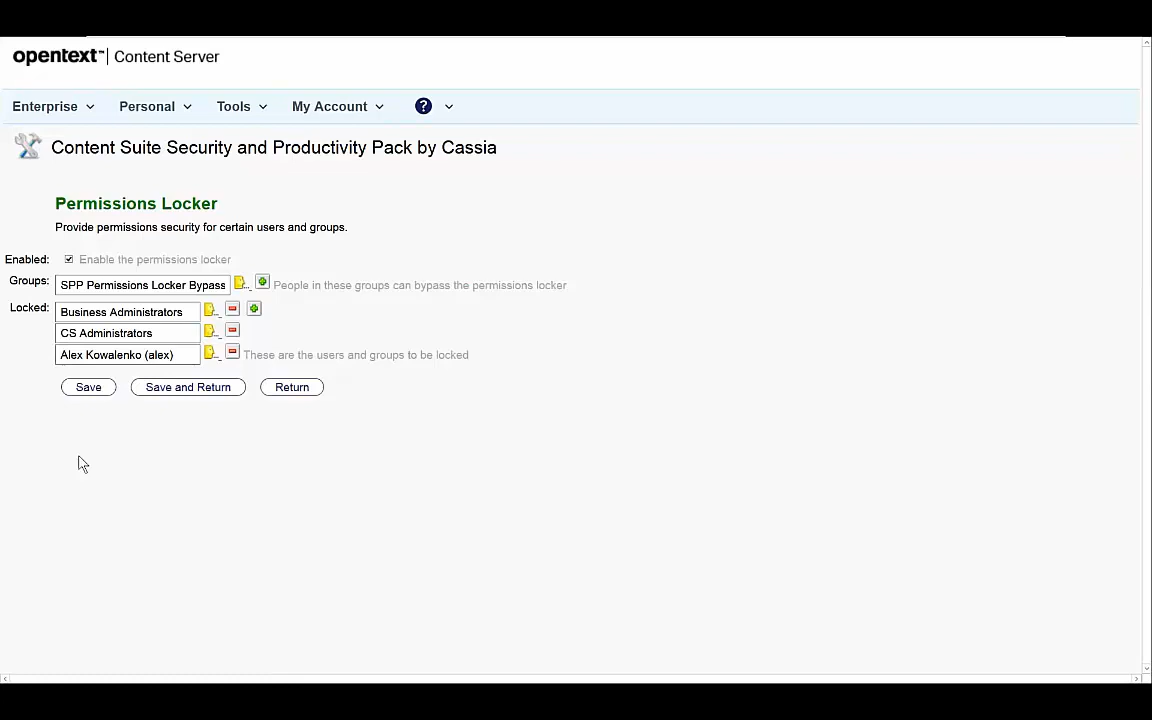 opentext™ | Content Server
Enterprise Personal Tools My Account ?
Content Suite Security and Productivity Pack by Cassia
Permissions Locker
Provide permissions security for certain users and groups.
Enabled: Enable the permissions locker
Groups: SPP Permissions Locker Bypass People in these groups can bypass the permissions locker
Locked: Business Administrators
CS Administrators
Alex Kowalenko (alex) These are the users and groups to be locked
Save Save and Return Return